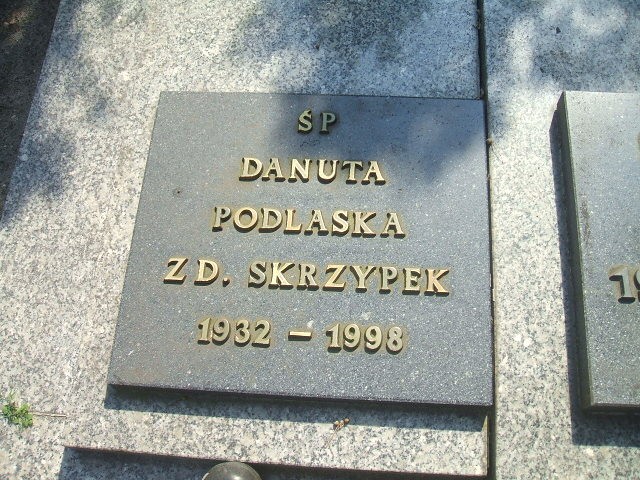 ŚP
DANUTA
PODLASKA
ZD. SKRZYPEK
1932 – 1998